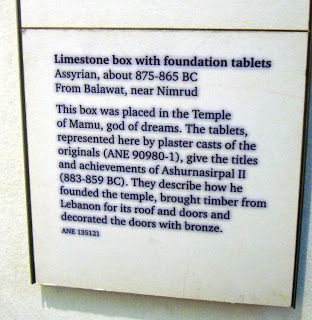 Limestone box with foundation tablets
Assyrian, about 875-865 BC
From Balawat, near Nimrud
This box was placed in the Temple
of Mamu, god of dreams. The tablets,
represented here by plaster casts of the
originals (ANE 90980-1), give the titles
and achievements of Ashurnasirpal II
(883-859 BC). They describe how he
founded the temple, brought timber from
Lebanon for its roof and doors and
decorated the doors with bronze.
ANE 135121